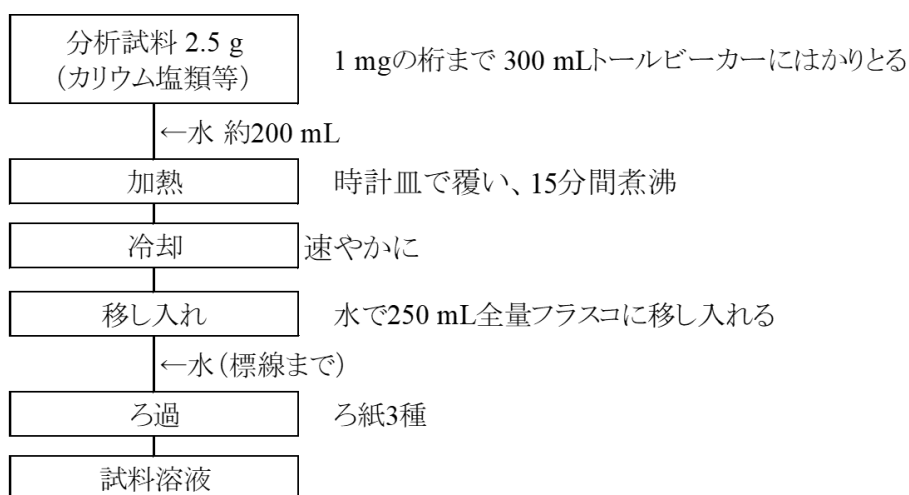 分析試料 2.5 g
（カリウム塩類等）
1 mgの桁まで 300 mLトールビーカーにはかりとる
←水 約200 mL
加熱
時計皿で覆い、15分間煮沸
冷却
速やかに
移し入れ
水で250 mL全量フラスコに移し入れる
←水（標線まで）
ろ過
ろ紙3種
試料溶液